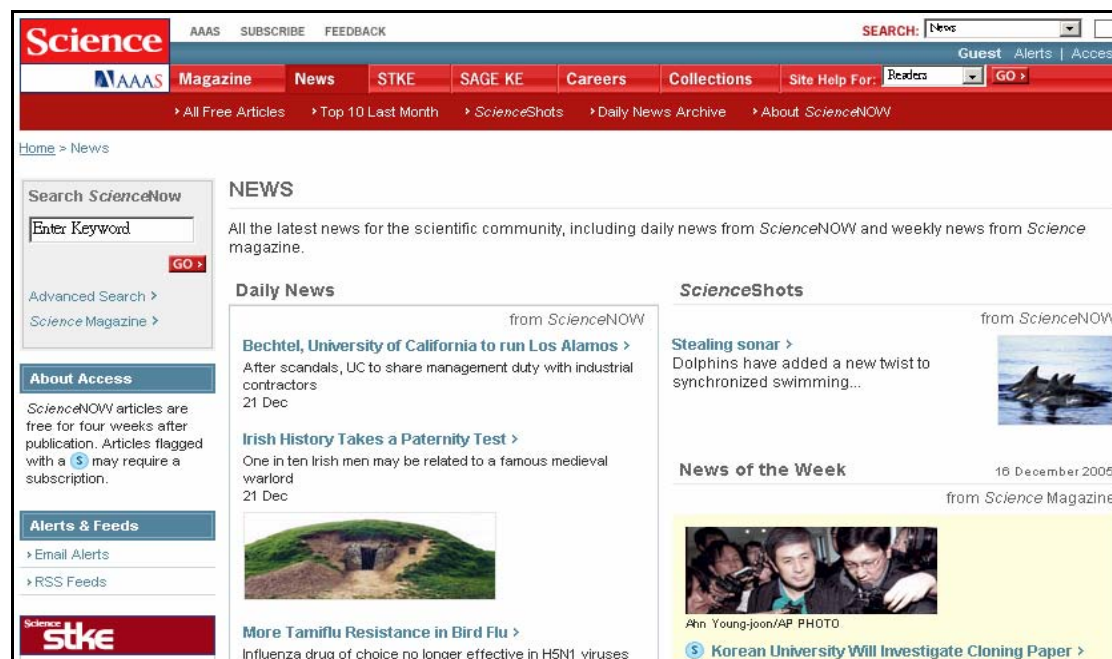 Science
AAAS SUBSCRIBE FEEDBACK
SEARCH: News
Guest Alerts |
AAAS
Magazine News STKE SAGE KE Careers Collections Site Help For: Readers GO ›
› All Free Articles › Top 10 Last Month › ScienceShots › Daily News Archive › About ScienceNOW
Home > News
Search ScienceNow
Enter Keyword
GO ›
Advanced Search >
Science Magazine >
About Access
ScienceNOW articles are
free for four weeks after
publication. Articles flagged
with a S may require a
subscription.
Alerts & Feeds
› Email Alerts
› RSS Feeds
Science
stke
NEWS
All the latest news for the scientific community, including daily news from ScienceNOW and weekly news from Science
magazine.
Daily News
from ScienceNOW
Bechtel, University of California to run Los Alamos >
After scandals, UC to share management duty with industrial
contractors
21 Dec
Irish History Takes a Paternity Test >
One in ten Irish men may be related to a famous medieval
warlord
21 Dec
More Tamiflu Resistance in Bird Flu >
Influenza drug of choice no longer effective in H5N1 viruses
ScienceShots
from ScienceNOW
Stealing sonar >
Dolphins have added a new twist to
synchronized swimming...
News of the Week
16 December 2005
from Science Magazine
Ahn Young-joon/AP PHOTO
S Korean University Will Investigate Cloning Paper >